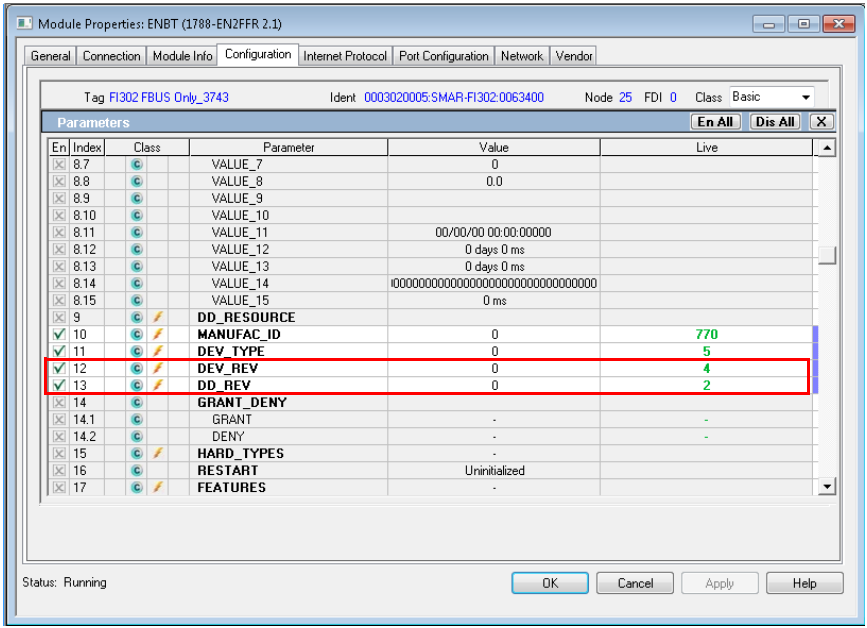 Module Properties: ENBT (1788-EN2FFR 2.1)
General Connection Module Info Configuration Internet Protocol Port Configuration Network Vendor
Tag FI302 FBUS Only_3743 Ident 0003020005:SMAR-FI302:0063400 Node 25 FDI 0 Class Basic
Parameters En All Dis All X
En Index Class Parameter Value Live
8.7 C VALUE_7 0
8.8 C VALUE_8 0.0
8.9 C VALUE_9
8.10 C VALUE_10
8.11 C VALUE_11 00/00/00 00:00:00000
8.12 C VALUE_12 0 days 0 ms
8.13 C VALUE_13 0 days 0 ms
8.14 C VALUE_14
8.15 C VALUE_15 0 ms
9 C DD_RESOURCE
10 C MANUFAC_ID 0 770
11 C DEV_TYPE 0 5
12 C DEV_REV 0 4
13 C DD_REV 0 2
14 C GRANT_DENY
14.1 C GRANT - -
14.2 C DENY - -
15 C HARD_TYPES -
16 C RESTART Uninitialized
17 C FEATURES -
Status: Running OK Cancel Apply Help